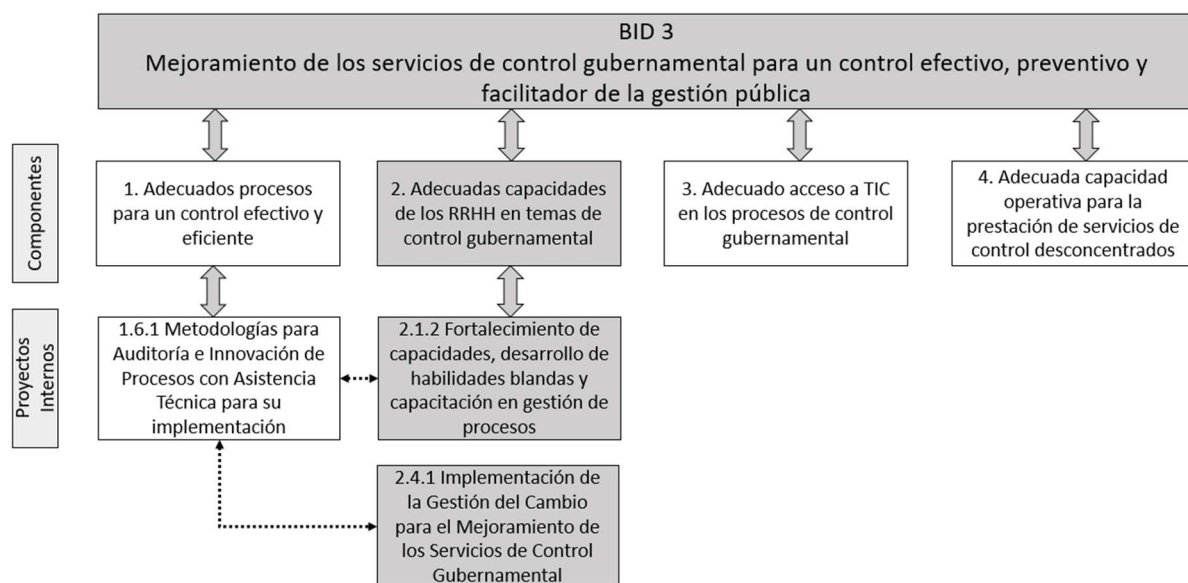 BID 3
Mejoramiento de los servicios de control gubernamental para un control efectivo, preventivo y
facilitador de la gestión pública
Componentes
1. Adecuados procesos
para un control efectivo y
eficiente
2. Adecuadas capacidades
de los RRHH en temas de
control gubernamental
3. Adecuado acceso a TIC
en los procesos de control
gubernamental
4. Adecuada capacidad
operativa para la
prestación de servicios de
control desconcentrados
Proyectos
Internos
1.6.1 Metodologías para
Auditoría e Innovación de
Procesos con Asistencia
Técnica para su
implementación
2.1.2 Fortalecimiento de
capacidades, desarrollo de
habilidades blandas y
capacitación en gestión de
procesos
2.4.1 Implementación de
la Gestión del Cambio
para el Mejoramiento de
los Servicios de Control
Gubernamental